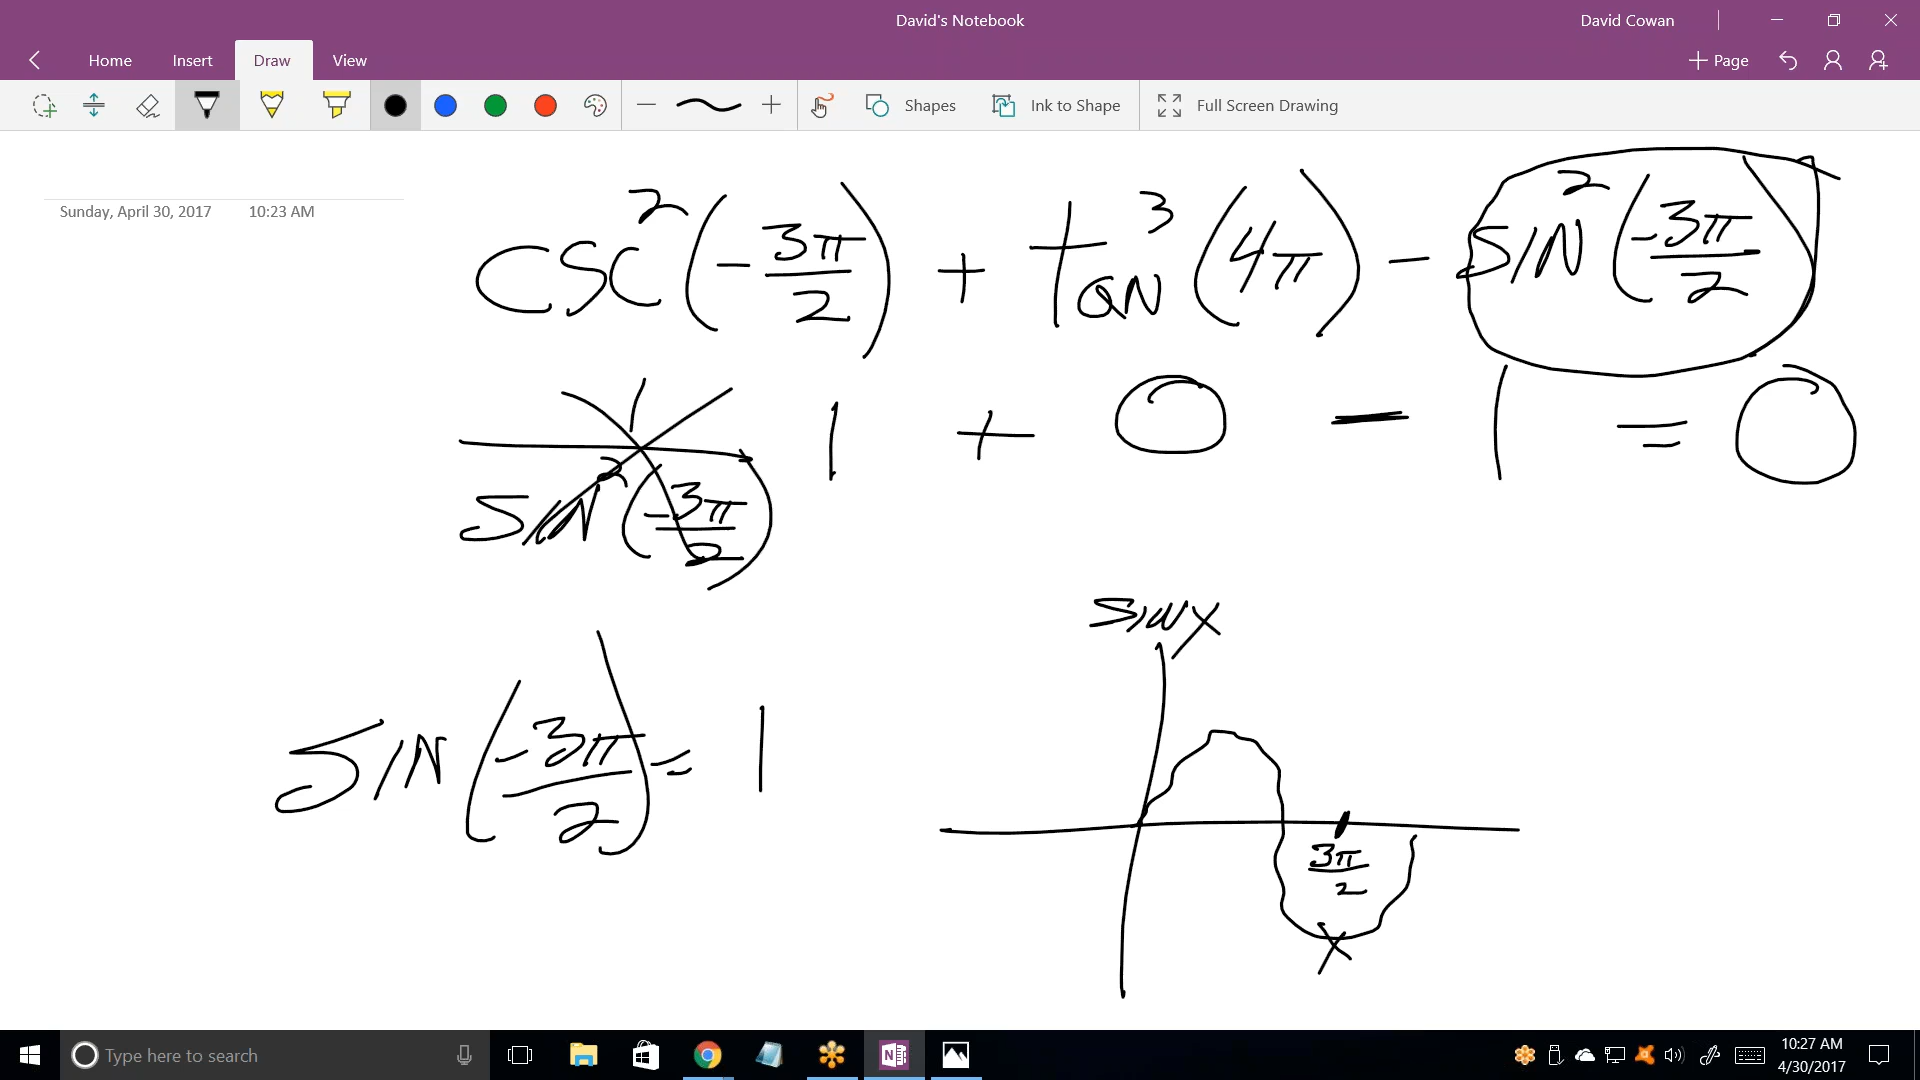 David's Notebook
David Cowan
Home Insert Draw View
Page
Shapes Ink to Shape Full Screen Drawing
Sunday, April 30, 2017 10:23 AM
csc²(-3π/2) + tan³(4π) - SIN²(-3π/2)
1 + 0 - 1 = 0
SIN²(-3π/2)
SIN x
SIN(-3π/2) = 1
3π/2
Type here to search
10:27 AM
4/30/2017